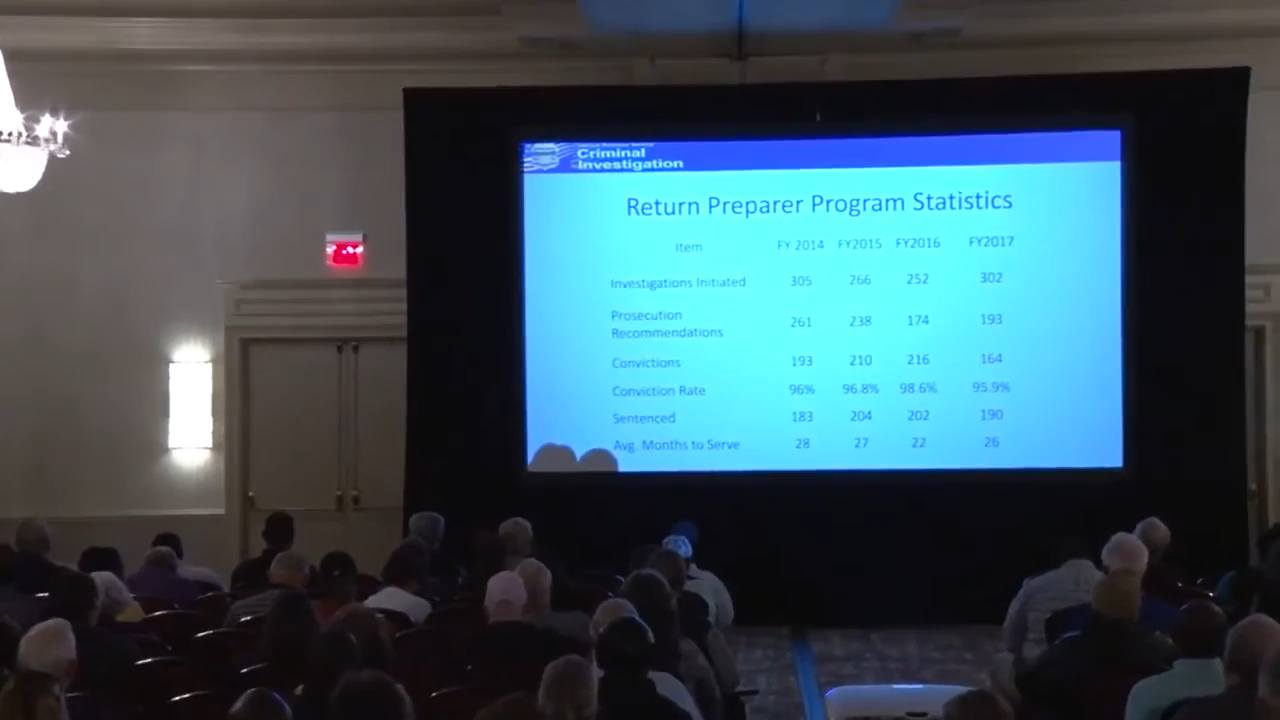 Criminal
Investigation
Return Preparer Program Statistics
Item FY 2014 FY2015 FY2016 FY2017
Investigations Initiated 305 266 252 302
Prosecution
Recommendations 261 238 174 193
Convictions 193 210 216 164
Conviction Rate 96% 96.8% 98.6% 95.9%
Sentenced 183 204 202 190
Avg. Months to Serve 28 27 22 26